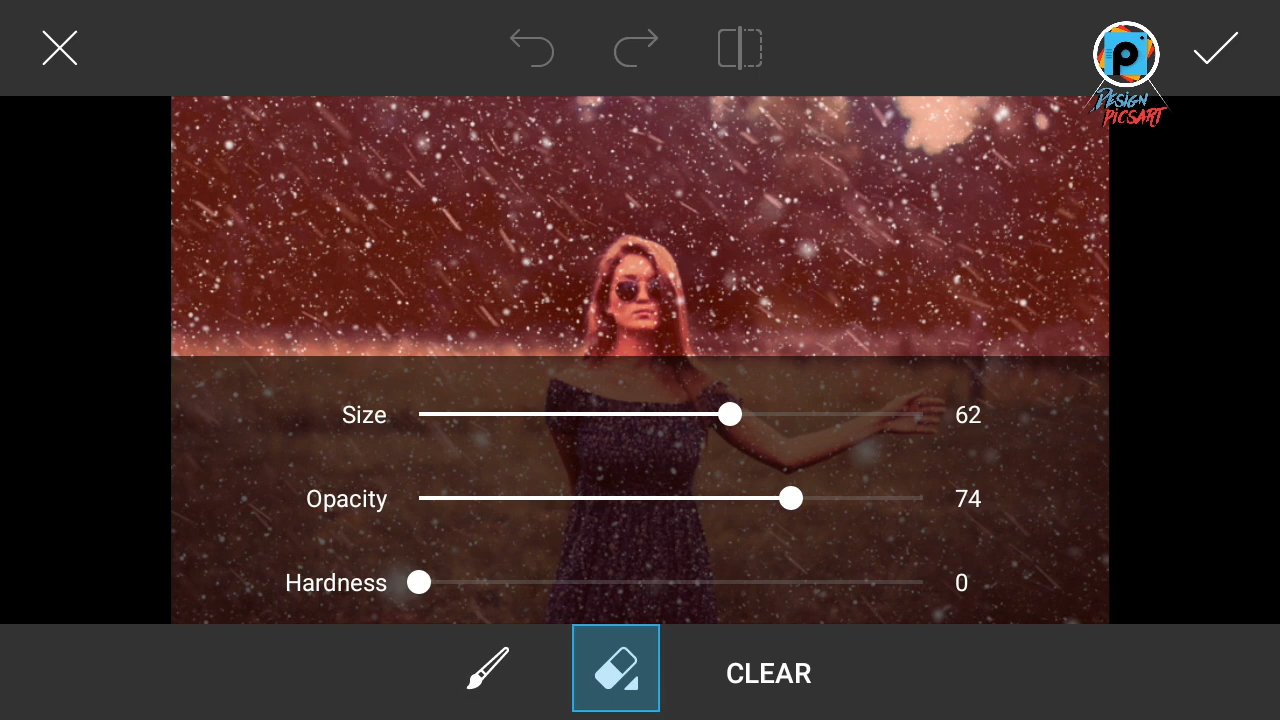 P
DESIGN
PICSART
Size 62
Opacity 74
Hardness 0
CLEAR